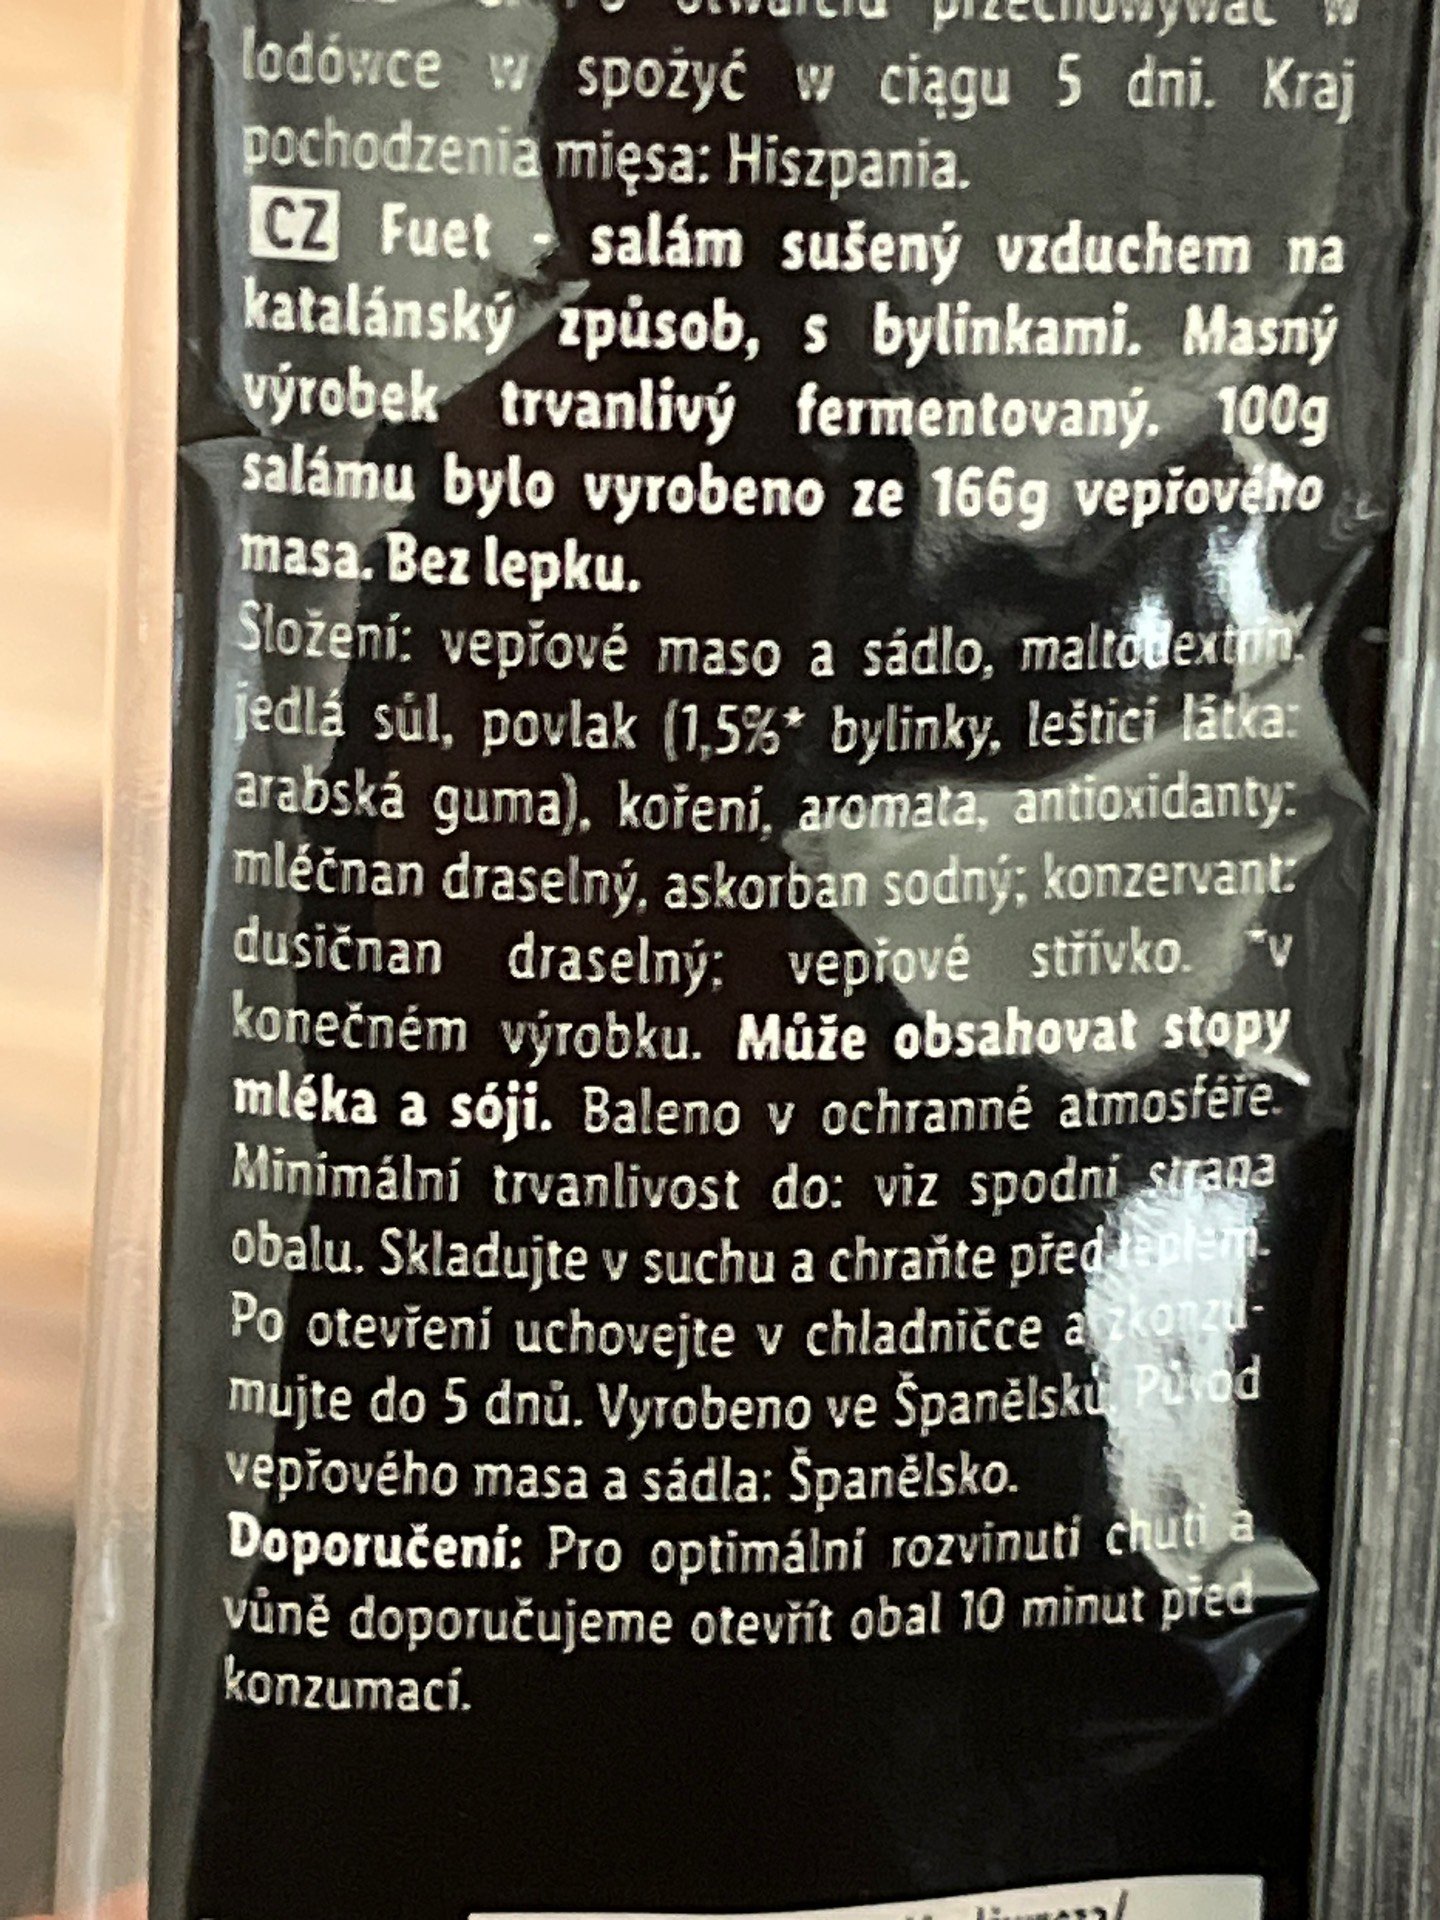 otwarciu przechowywać w
lodówce w spożyć w ciągu 5 dni. Kraj
pochodzenia mięsa: Hiszpania.
CZ Fuet - salám sušený vzduchem na
katalánský způsob, s bylinkami. Masný
výrobek trvanlivý fermentovaný. 100g
salámu bylo vyrobeno ze 166g vepřového
masa. Bez lepku.
Složení: vepřové maso a sádlo, maltodextrin,
jedlá sůl, povlak (1,5%* bylinky, leštící látka:
arabská guma), koření, aromata, antioxidanty:
mléčnan draselný, askorban sodný; konzervant:
dusičnan draselný; vepřové střívko. *v
konečném výrobku. Může obsahovat stopy
mléka a sóji. Baleno v ochranné atmosféře.
Minimální trvanlivost do: viz spodní strana
obalu. Skladujte v suchu a chraňte před teplem.
Po otevření uchovejte v chladničce a zkonzu-
mujte do 5 dnů. Vyrobeno ve Španělsku. Původ
vepřového masa a sádla: Španělsko.
Doporučení: Pro optimální rozvinutí chuti a
vůně doporučujeme otevřít obal 10 minut před
konzumací.